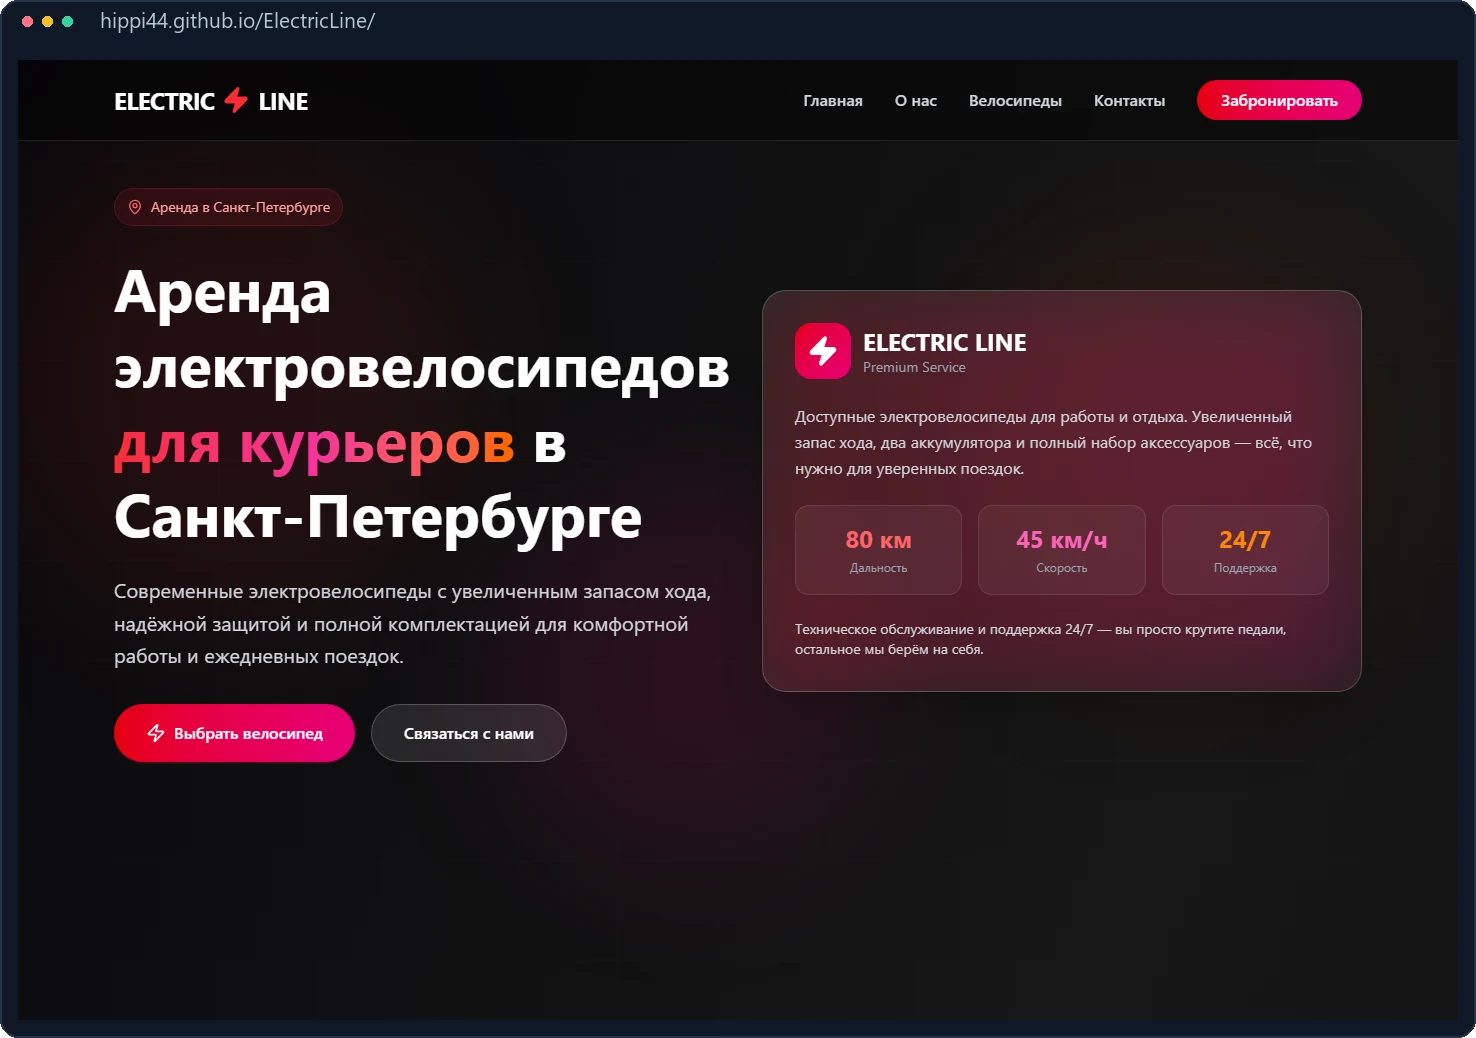 hippi44.github.io/ElectricLine/
ELECTRIC LINE
Главная О нас Велосипеды Контакты Забронировать
Аренда в Санкт-Петербурге
Аренда
электровелосипедов
для курьеров в
Санкт-Петербурге
Современные электровелосипеды с увеличенным запасом хода,
надёжной защитой и полной комплектацией для комфортной
работы и ежедневных поездок.
Выбрать велосипед Связаться с нами
ELECTRIC LINE
Premium Service
Доступные электровелосипеды для работы и отдыха. Увеличенный
запас хода, два аккумулятора и полный набор аксессуаров — всё, что
нужно для уверенных поездок.
80 км 45 км/ч 24/7
Дальность Скорость Поддержка
Техническое обслуживание и поддержка 24/7 — вы просто крутите педали,
остальное мы берём на себя.